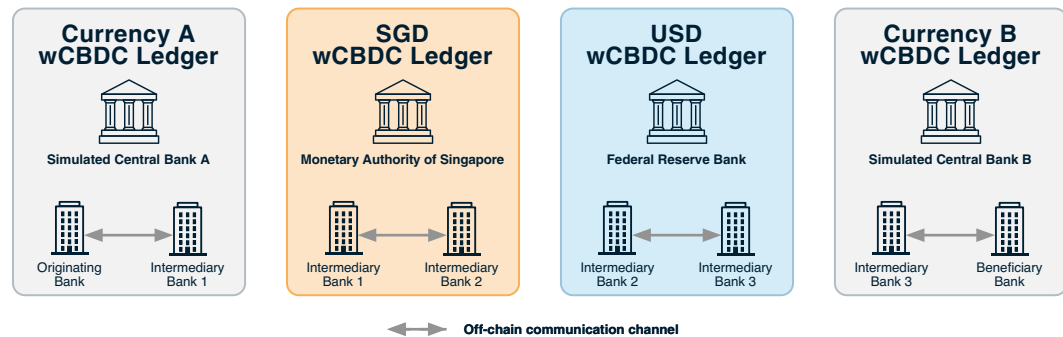 Currency A
wCBDC Ledger
Simulated Central Bank A
Originating
Bank
Intermediary
Bank 1
SGD
wCBDC Ledger
Monetary Authority of Singapore
Intermediary
Bank 1
Intermediary
Bank 2
USD
wCBDC Ledger
Federal Reserve Bank
Intermediary
Bank 2
Intermediary
Bank 3
Currency B
wCBDC Ledger
Simulated Central Bank B
Intermediary
Bank 3
Beneficiary
Bank
Off-chain communication channel